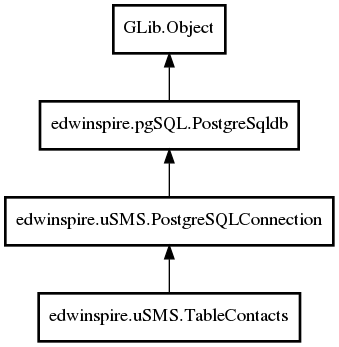 GLib.Object
edwinspire.pgSQL.PostgreSqldb
edwinspire.uSMS.PostgreSQLConnection
edwinspire.uSMS.TableContacts